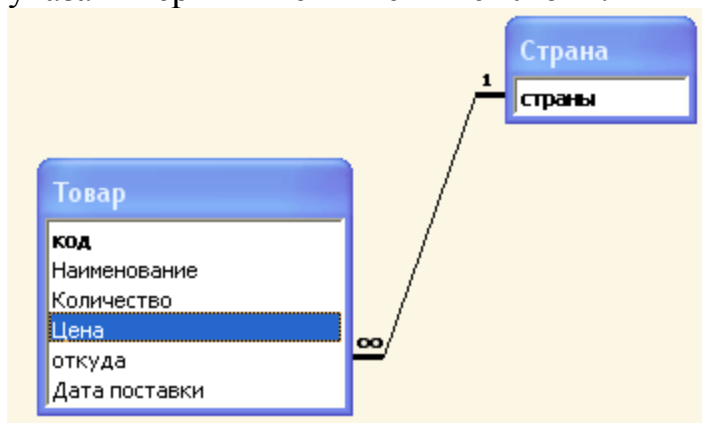 Страна
1
страны
Товар
код
Наименование
Количество
Цена
∞
откуда
Дата поставки